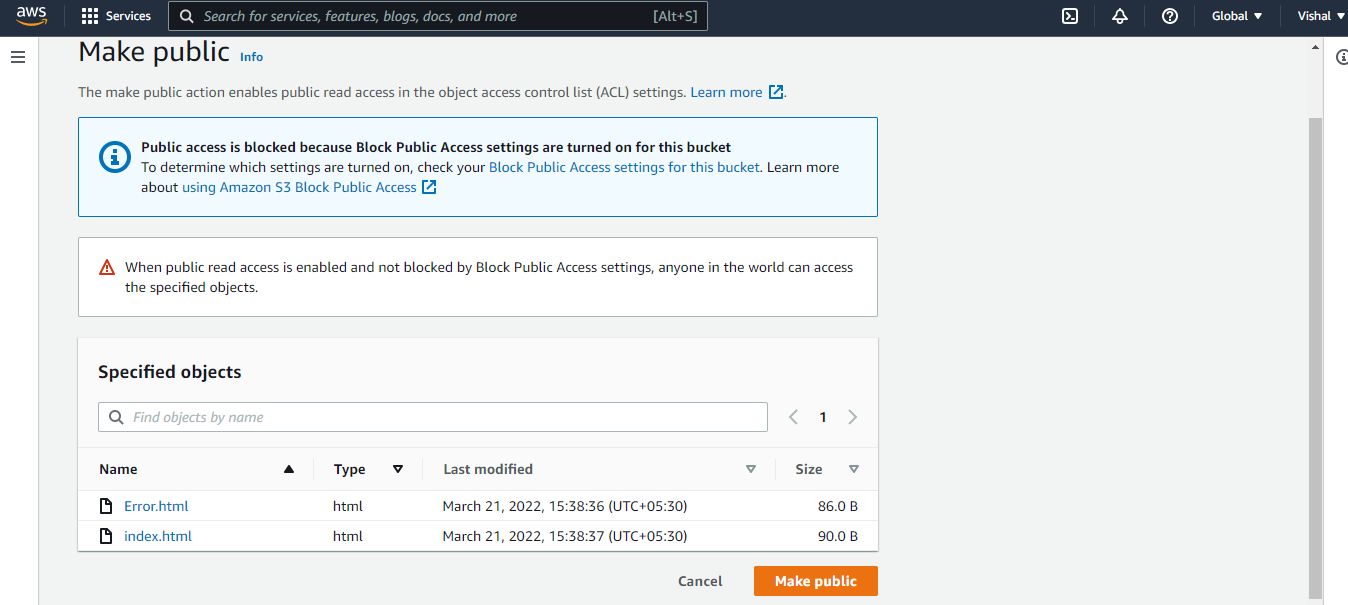 aws
Services
Search for services, features, blogs, docs, and more
[Alt+S]
Global
Vishal
Make public Info
The make public action enables public read access in the object access control list (ACL) settings. Learn more.
Public access is blocked because Block Public Access settings are turned on for this bucket
To determine which settings are turned on, check your Block Public Access settings for this bucket. Learn more
about using Amazon S3 Block Public Access
When public read access is enabled and not blocked by Block Public Access settings, anyone in the world can access
the specified objects.
Specified objects
Find objects by name
1
Name Type Last modified Size
Error.html html March 21, 2022, 15:38:36 (UTC+05:30) 86.0 B
index.html html March 21, 2022, 15:38:37 (UTC+05:30) 90.0 B
Cancel Make public